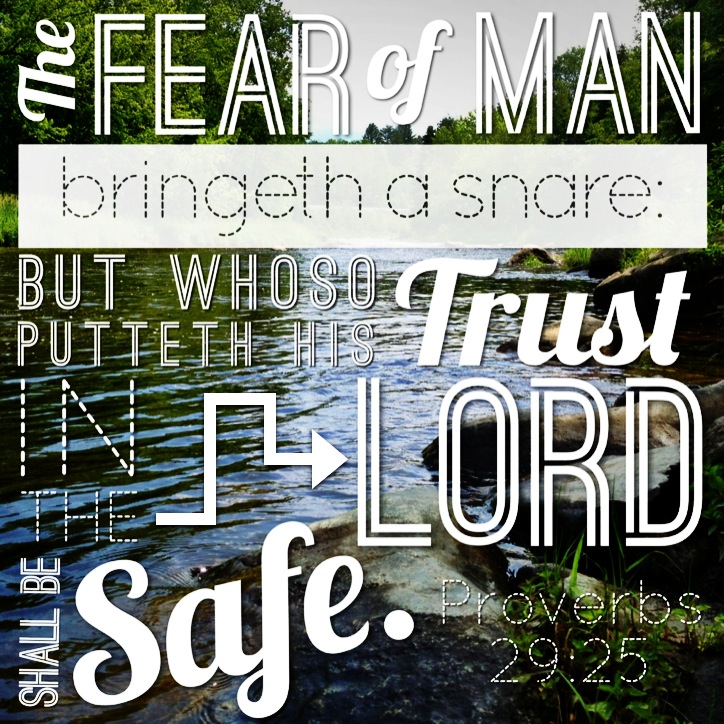 The FEAR of MAN
bringeth a snare:
BUT WHOSO
PUTTETH HIS Trust
IN
THE LORD
SHALL BE Safe.
Proverbs
29:25